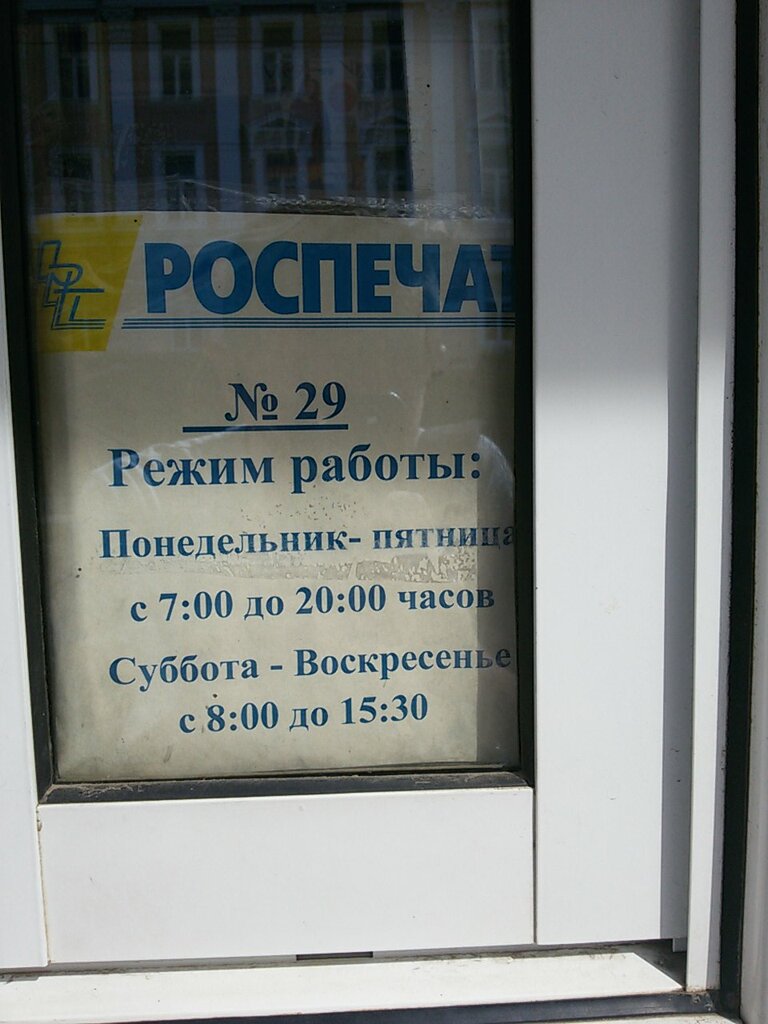 РОСПЕЧАТ
№ 29
Режим работы:
Понедельник- пятница
с 7:00 до 20:00 часов
Суббота - Воскресенье
с 8:00 до 15:30